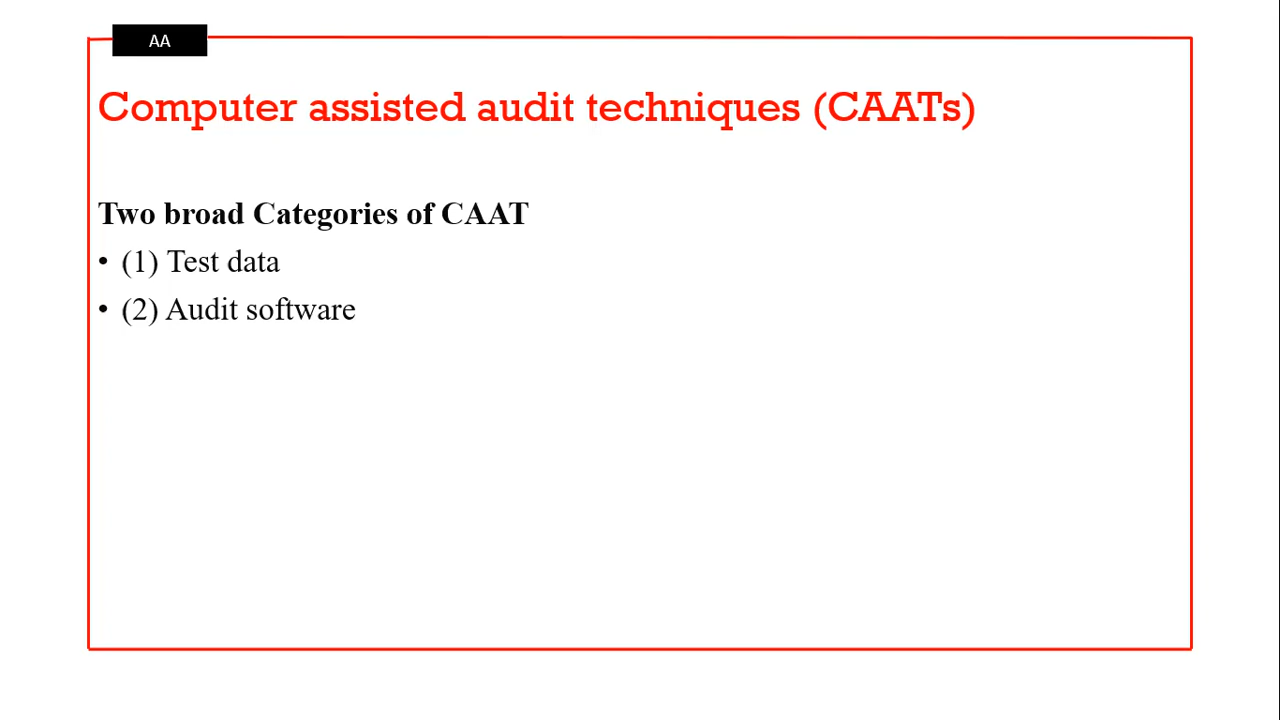 AA
Computer assisted audit techniques (CAATs)
Two broad Categories of CAAT
• (1) Test data
• (2) Audit software